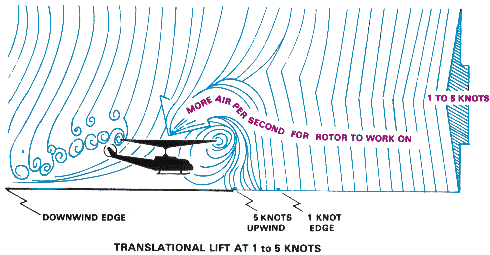 MORE AIR PER SECOND FOR ROTOR TO WORK ON
1 TO 5 KNOTS
DOWNWIND EDGE
5 KNOTS
UPWIND
1 KNOT
EDGE
TRANSLATIONAL LIFT AT 1 to 5 KNOTS